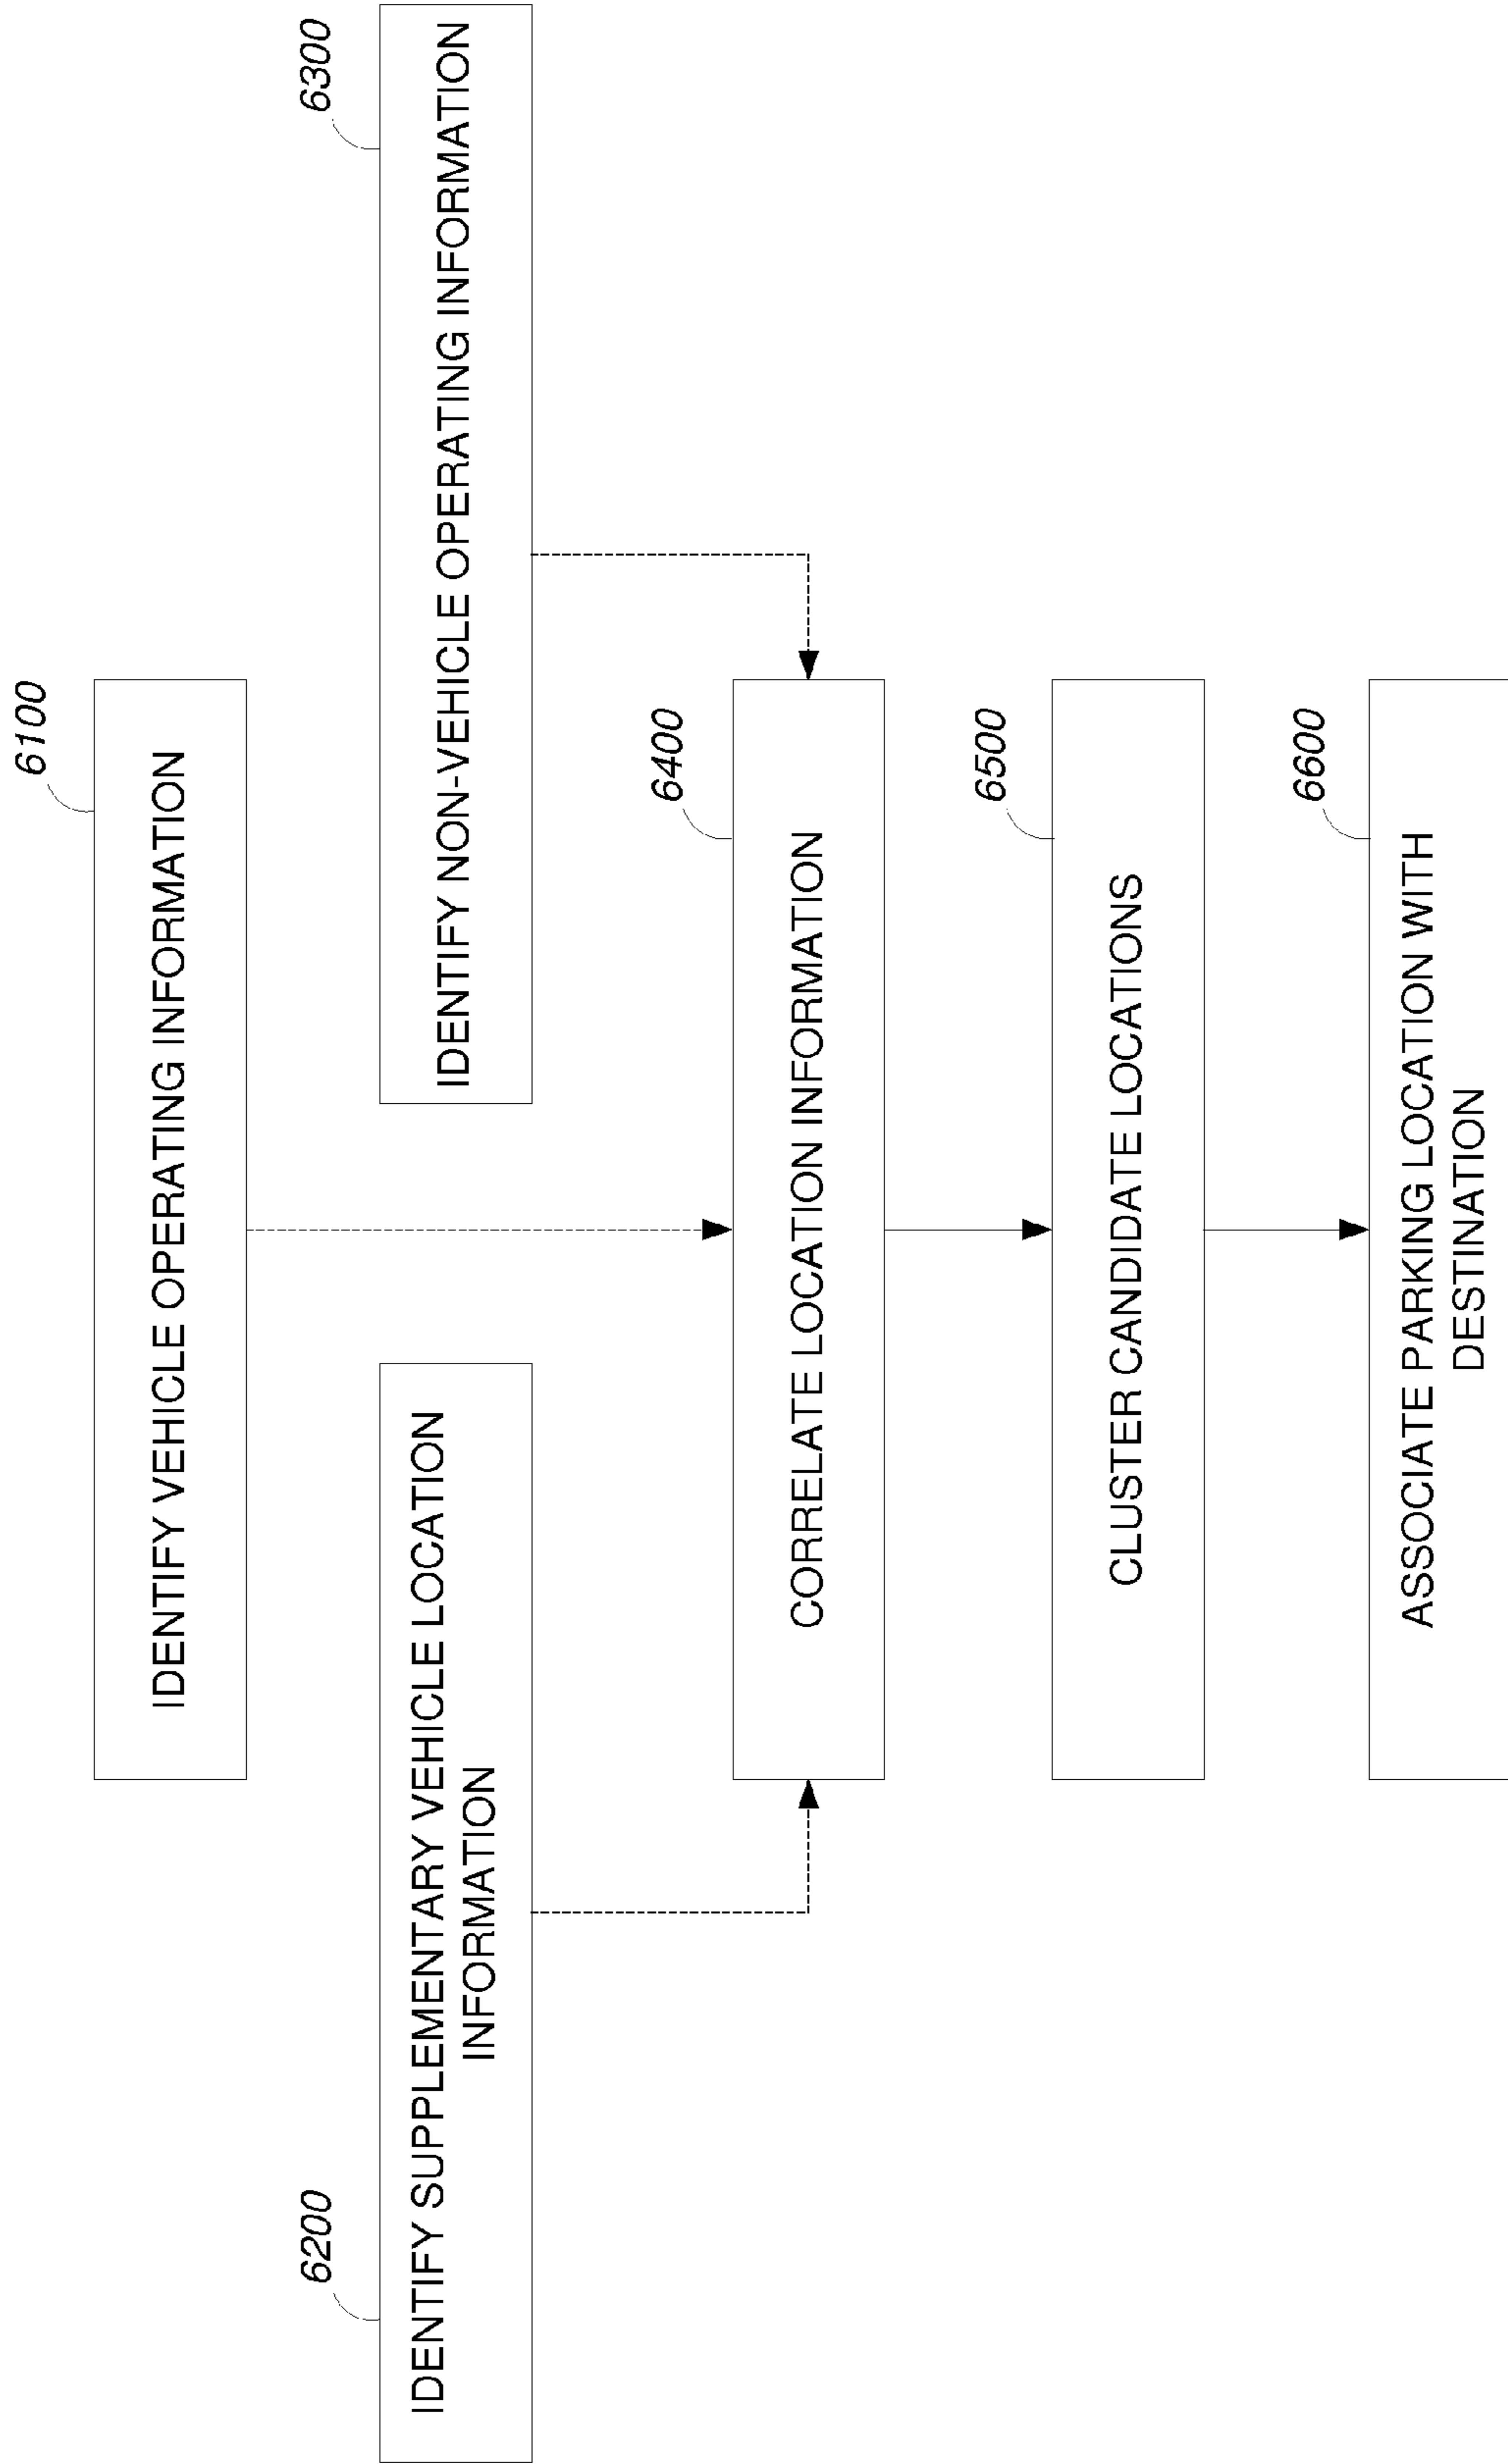 6100
IDENTIFY VEHICLE OPERATING INFORMATION
6200
IDENTIFY SUPPLEMENTARY VEHICLE LOCATION
INFORMATION
6300
IDENTIFY NON-VEHICLE OPERATING INFORMATION
6400
CORRELATE LOCATION INFORMATION
6500
CLUSTER CANDIDATE LOCATIONS
6600
ASSOCIATE PARKING LOCATION WITH
DESTINATION